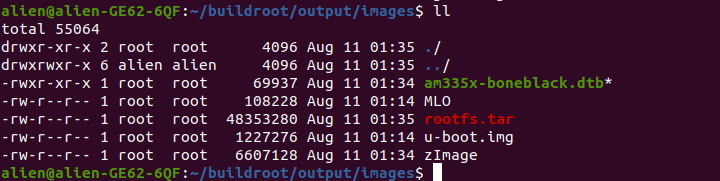 alien@alien-GE62-6QF:~/buildroot/output/images$ ll
total 55064
drwxr-xr-x 2 root  root      4096 Aug 11 01:35 ./
drwxrwxr-x 6 alien alien     4096 Aug 11 01:35 ../
-rwxr-xr-x 1 root  root     69937 Aug 11 01:34 am335x-boneblack.dtb*
-rw-r--r-- 1 root  root    108228 Aug 11 01:14 MLO
-rw-r--r-- 1 root  root  48353280 Aug 11 01:35 rootfs.tar
-rw-r--r-- 1 root  root   1227276 Aug 11 01:14 u-boot.img
-rw-r--r-- 1 root  root   6607128 Aug 11 01:34 zImage
alien@alien-GE62-6QF:~/buildroot/output/images$